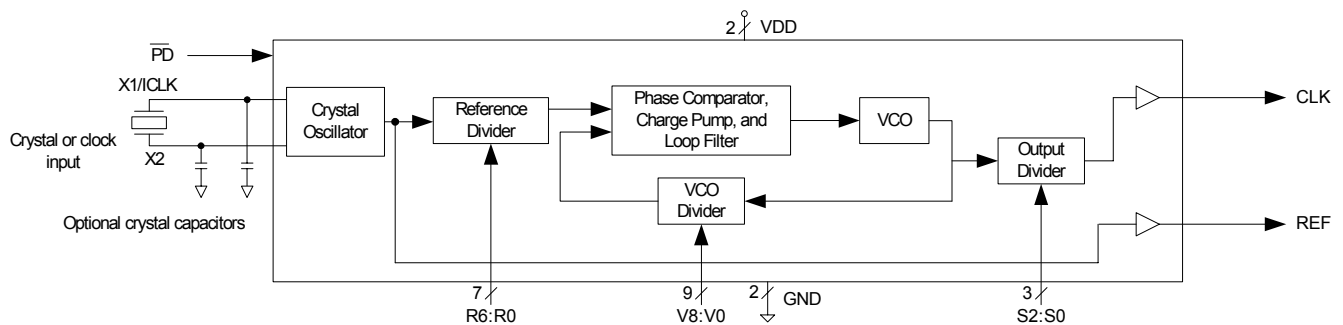 2 VDD
PD
X1/ICLK
Crystal or clock
input
X2
Optional crystal capacitors
Crystal
Oscillator
Reference
Divider
Phase Comparator,
Charge Pump, and
Loop Filter
VCO
VCO
Divider
Output
Divider
CLK
REF
7
R6:R0
9
V8:V0
2
GND
3
S2:S0